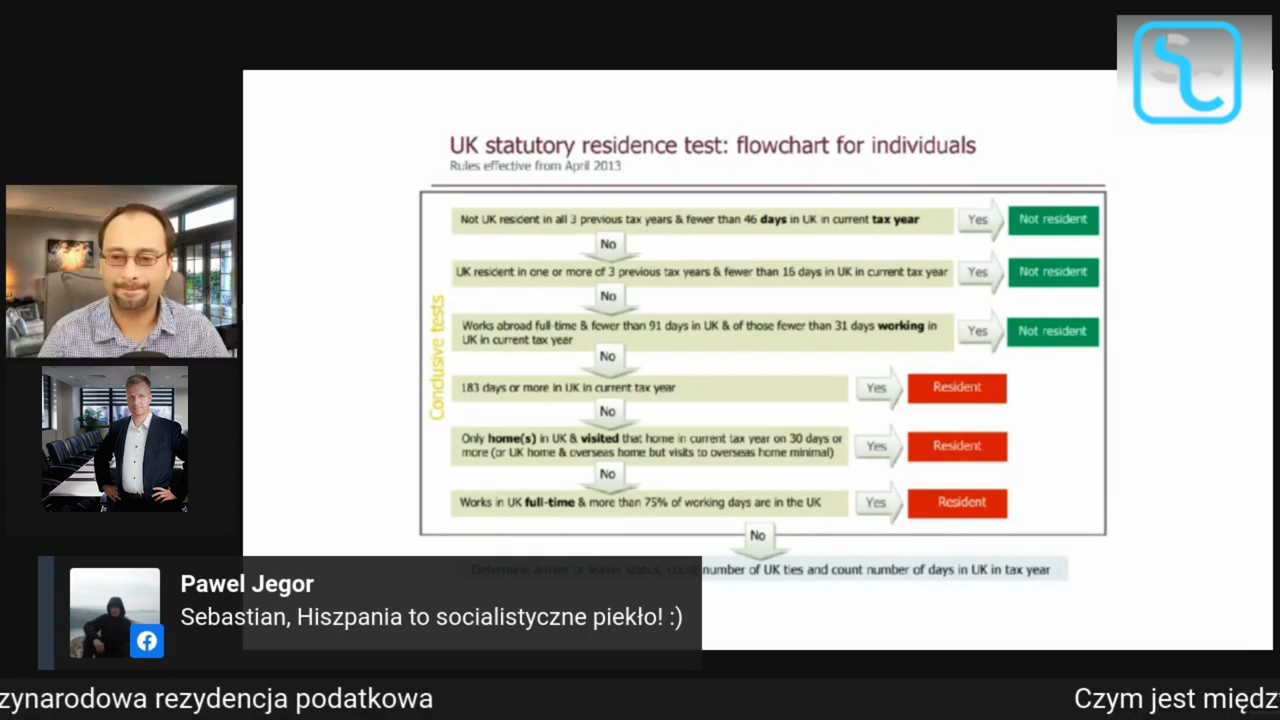 SC
UK statutory residence test: flowchart for individuals
Rules effective from April 2013
Conclusive tests
Not UK resident in all 3 previous tax years & fewer than 46 days in UK in current tax year
Yes
Not resident
No
UK resident in one or more of 3 previous tax years & fewer than 16 days in UK in current tax year
Yes
Not resident
No
Works abroad full-time & fewer than 91 days in UK & of those fewer than 31 days working in
UK in current tax year
Yes
Not resident
No
183 days or more in UK in current tax year
Yes
Resident
No
Only home(s) in UK & visited that home in current tax year on 30 days or
more (or UK home & overseas home but visits to overseas home minimal)
Yes
Resident
No
Works in UK full-time & more than 75% of working days are in the UK
Yes
Resident
No
Determine arriver or leaver status, count number of UK ties and count number of days in UK in tax year
Pawel Jegor
Sebastian, Hiszpania to socialistyczne piekło! :)
zynarodowa rezydencja podatkowa
Czym jest międz